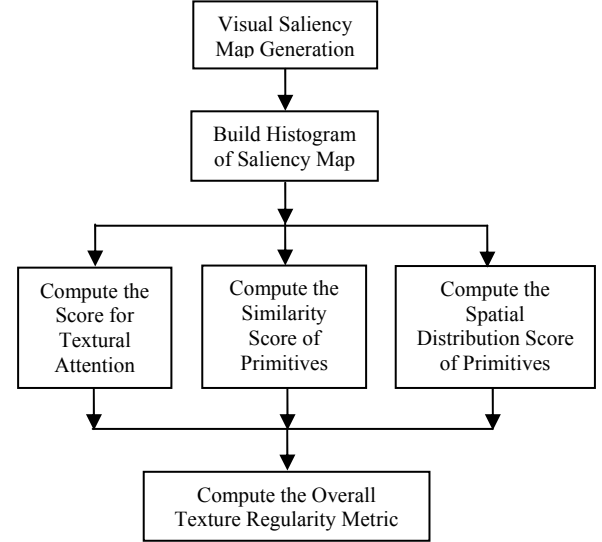 Visual Saliency
Map Generation
Build Histogram
of Saliency Map
Compute the
Score for
Textural
Attention
Compute the
Similarity
Score of
Primitives
Compute the
Spatial
Distribution Score
of Primitives
Compute the Overall
Texture Regularity Metric